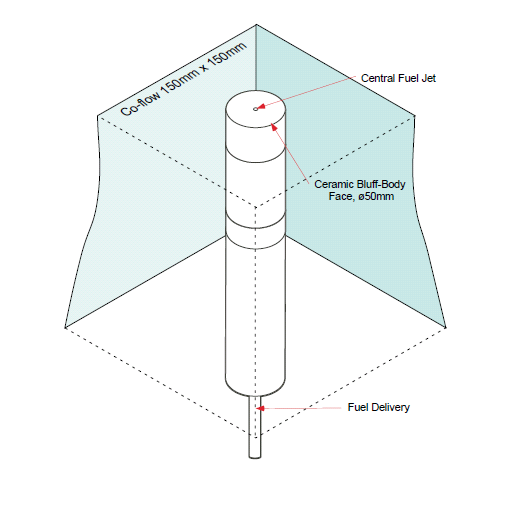 Co-flow 150mm x 150mm
Central Fuel Jet
Ceramic Bluff-Body
Face, ø50mm
Fuel Delivery